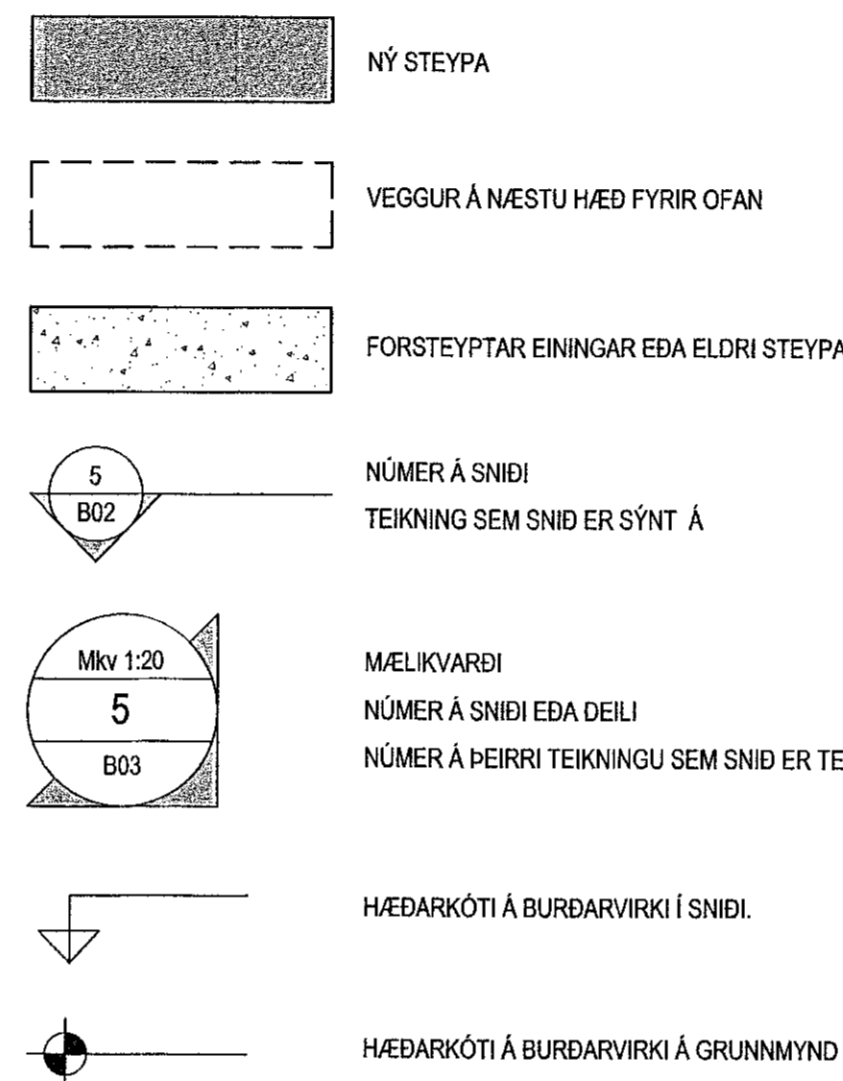 NÝ STEYPA
VEGGUR Á NÆSTU HÆÐ FYRIR OFAN
FORSTEYPTAR EININGAR EÐA ELDRI STEYPA
5
B02
NÚMER Á SNIÐI
TEIKNING SEM SNIÐ ER SÝNT Á
Mkv 1:20
5
B03
MÆLIKVARÐI
NÚMER Á SNIÐI EÐA DEILI
NÚMER Á ÞEIRRI TEIKNINGU SEM SNIÐ ER
HÆÐARKÓTI Á BURÐARVIRKI Í SNIÐI.
HÆÐARKÓTI Á BURÐARVIRKI Á GRUNNMYND